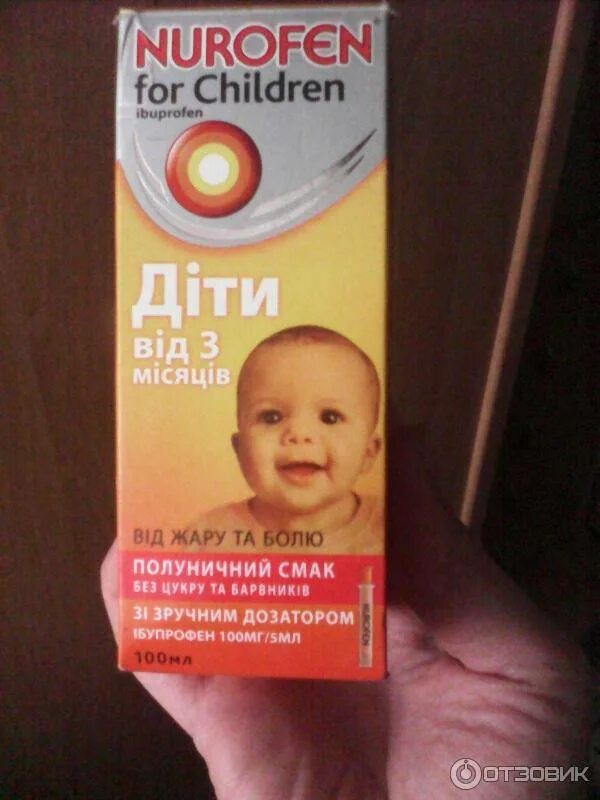 NUROFEN
for Children
ibuprofen
Діти
від 3
місяців
ВІД ЖАРУ ТА БОЛЮ
ПОЛУНИЧНИЙ СМАК
БЕЗ ЦУКРУ ТА БАРВНИКІВ
ЗІ ЗРУЧНИМ ДОЗАТОРОМ
ІБУПРОФЕН 100МГ/5МЛ
NUROFEN
100мл
ОТЗОВИК